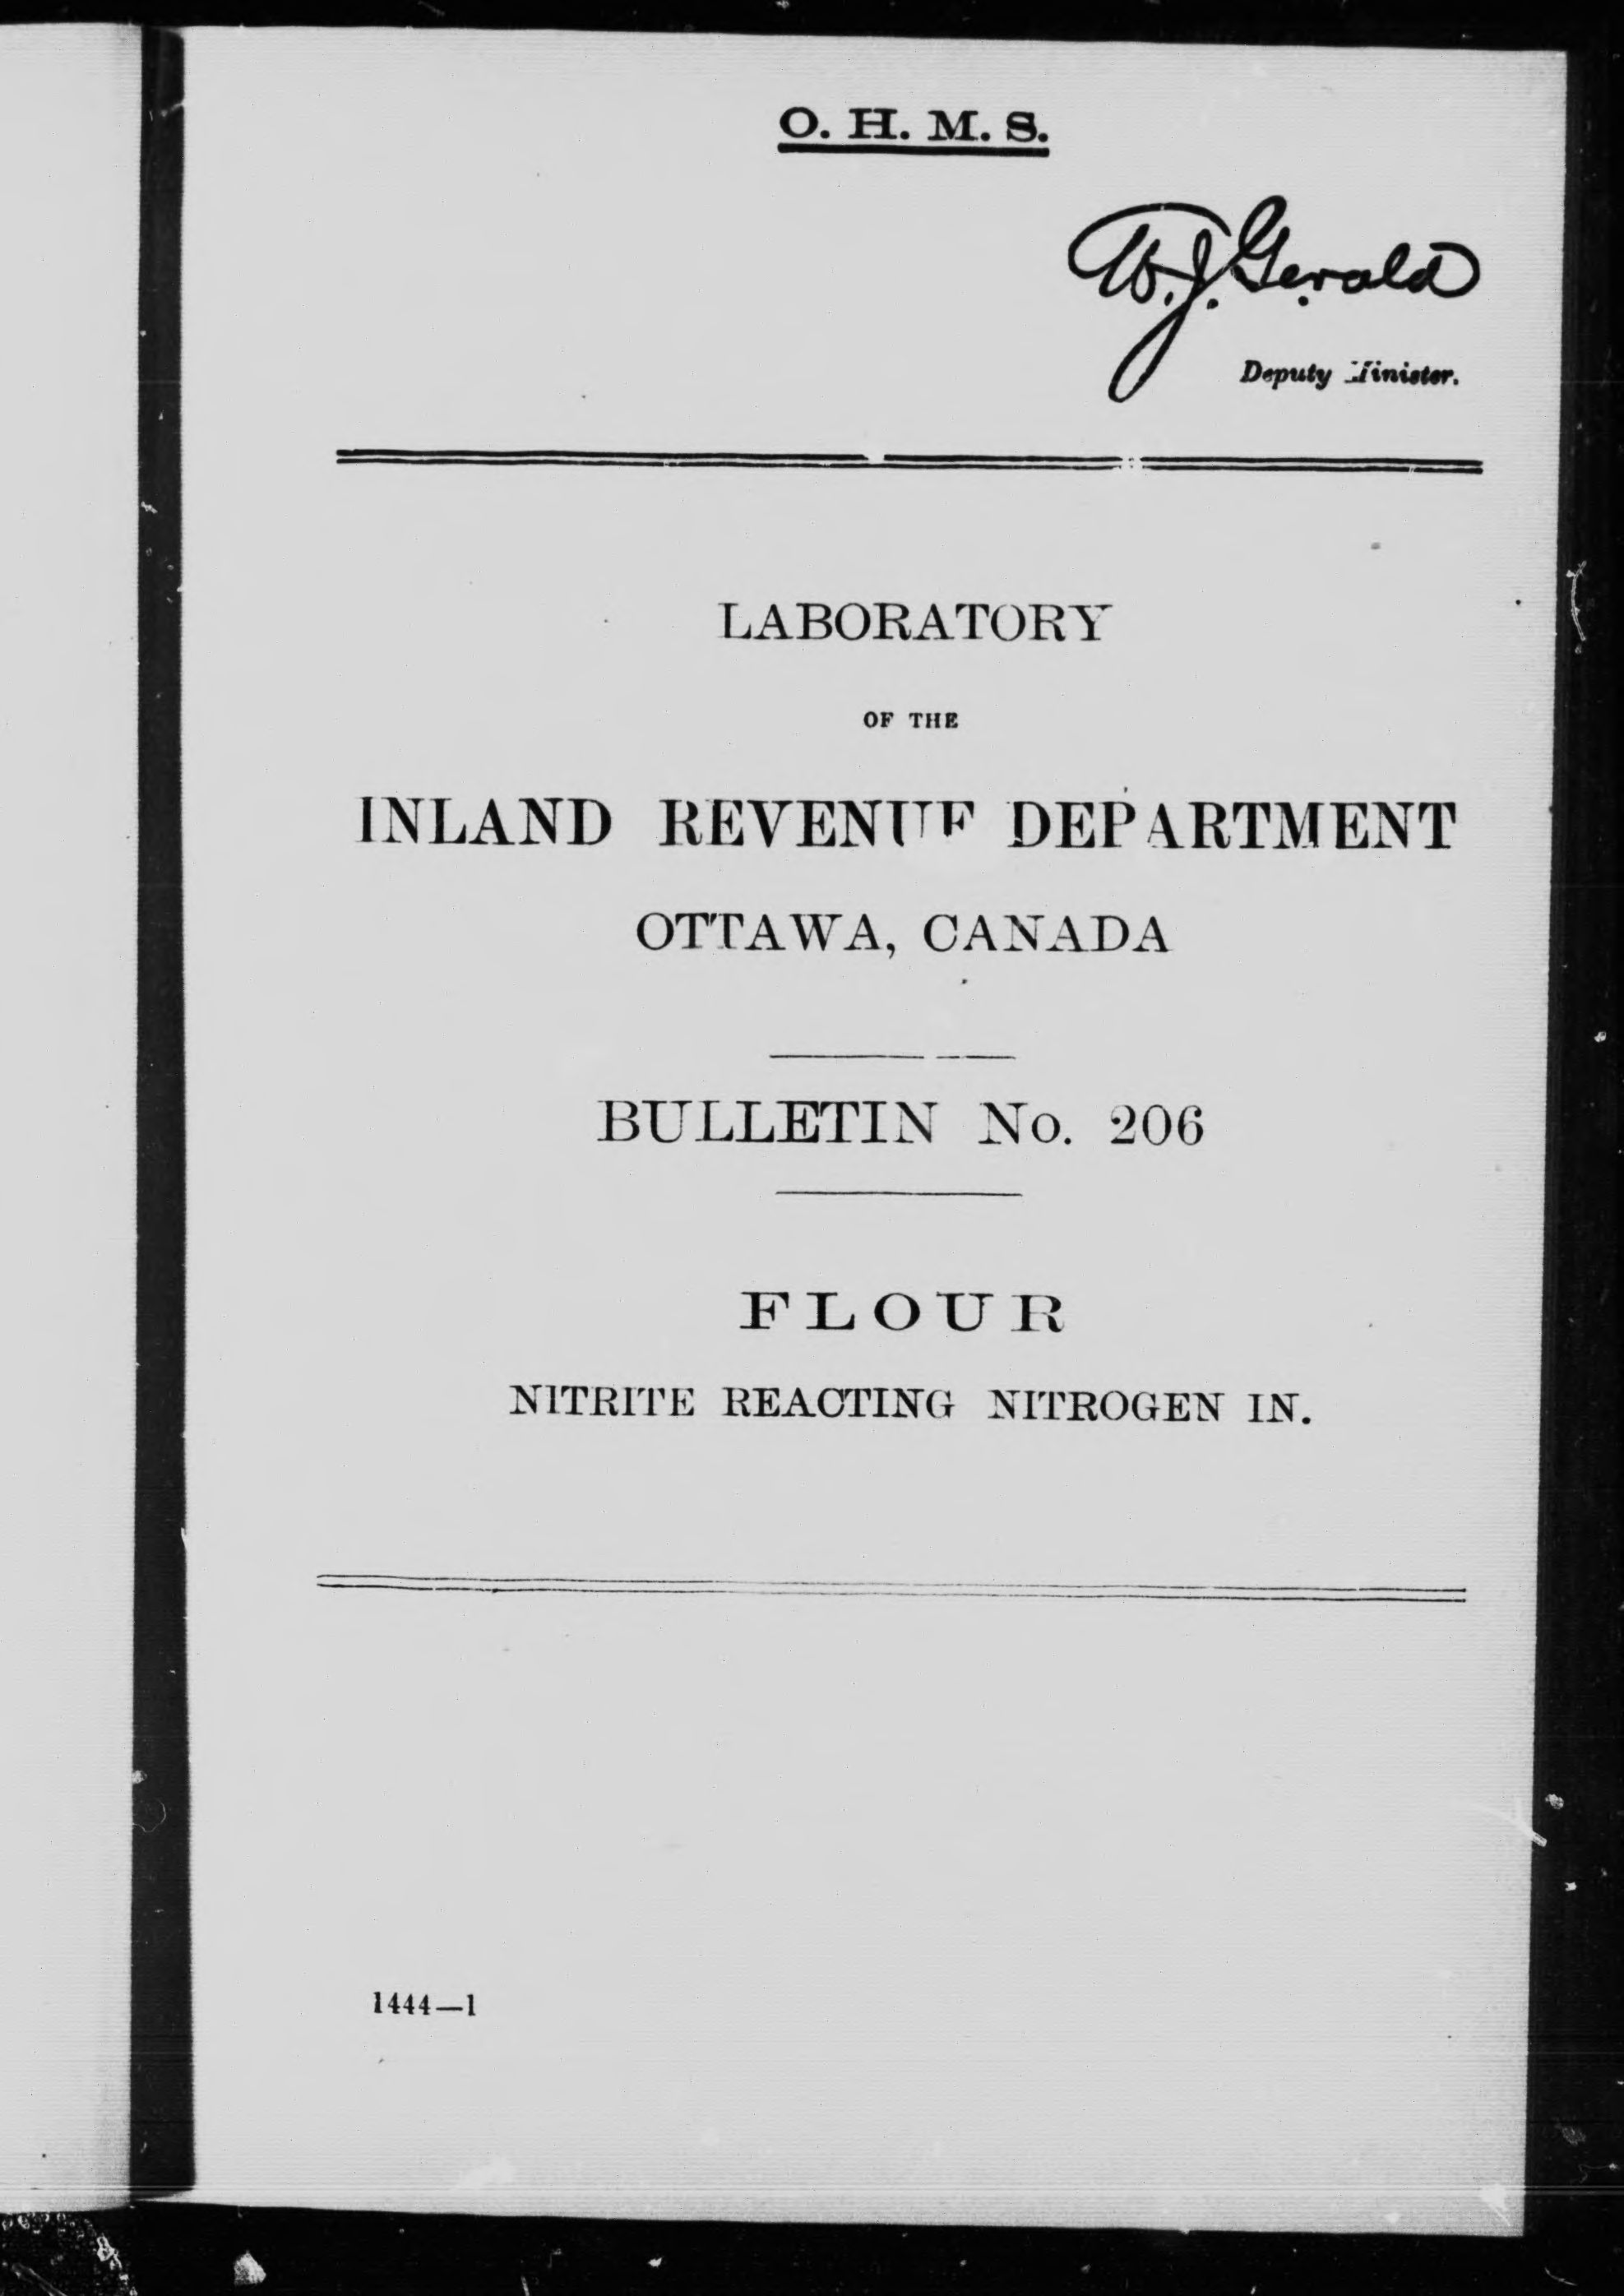 O. H. M. S.
W. J. Gerald
Deputy Minister.
LABORATORY
OF THE
INLAND REVENUE DEPARTMENT
OTTAWA, CANADA
BULLETIN No. 206
FLOUR
NITRITE REACTING NITROGEN IN.
1444—1